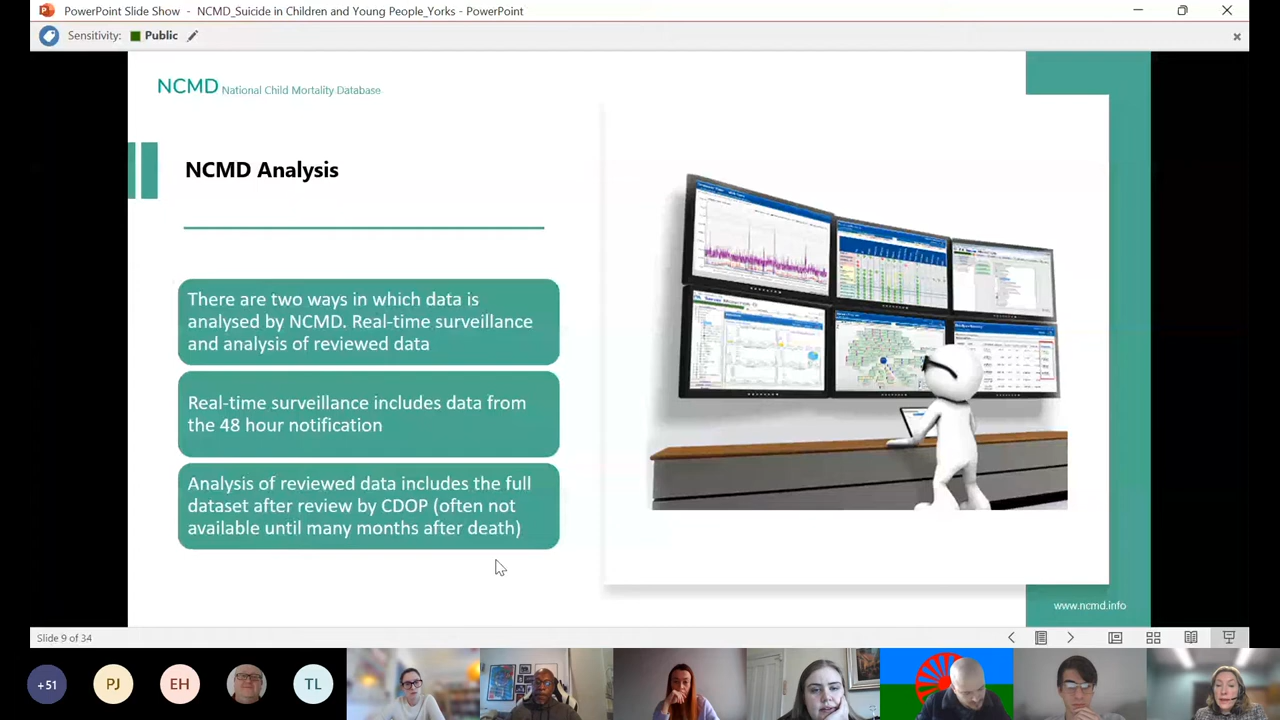 PowerPoint Slide Show - NCMD_Suicide in Children and Young People_Yorks - PowerPoint
Sensitivity: Public
NCMD National Child Mortality Database
NCMD Analysis
There are two ways in which data is
analysed by NCMD. Real-time surveillance
and analysis of reviewed data
Real-time surveillance includes data from
the 48 hour notification
Analysis of reviewed data includes the full
dataset after review by CDOP (often not
available until many months after death)
www.ncmd.info
Slide 9 of 34
+51
PJ
EH
TL